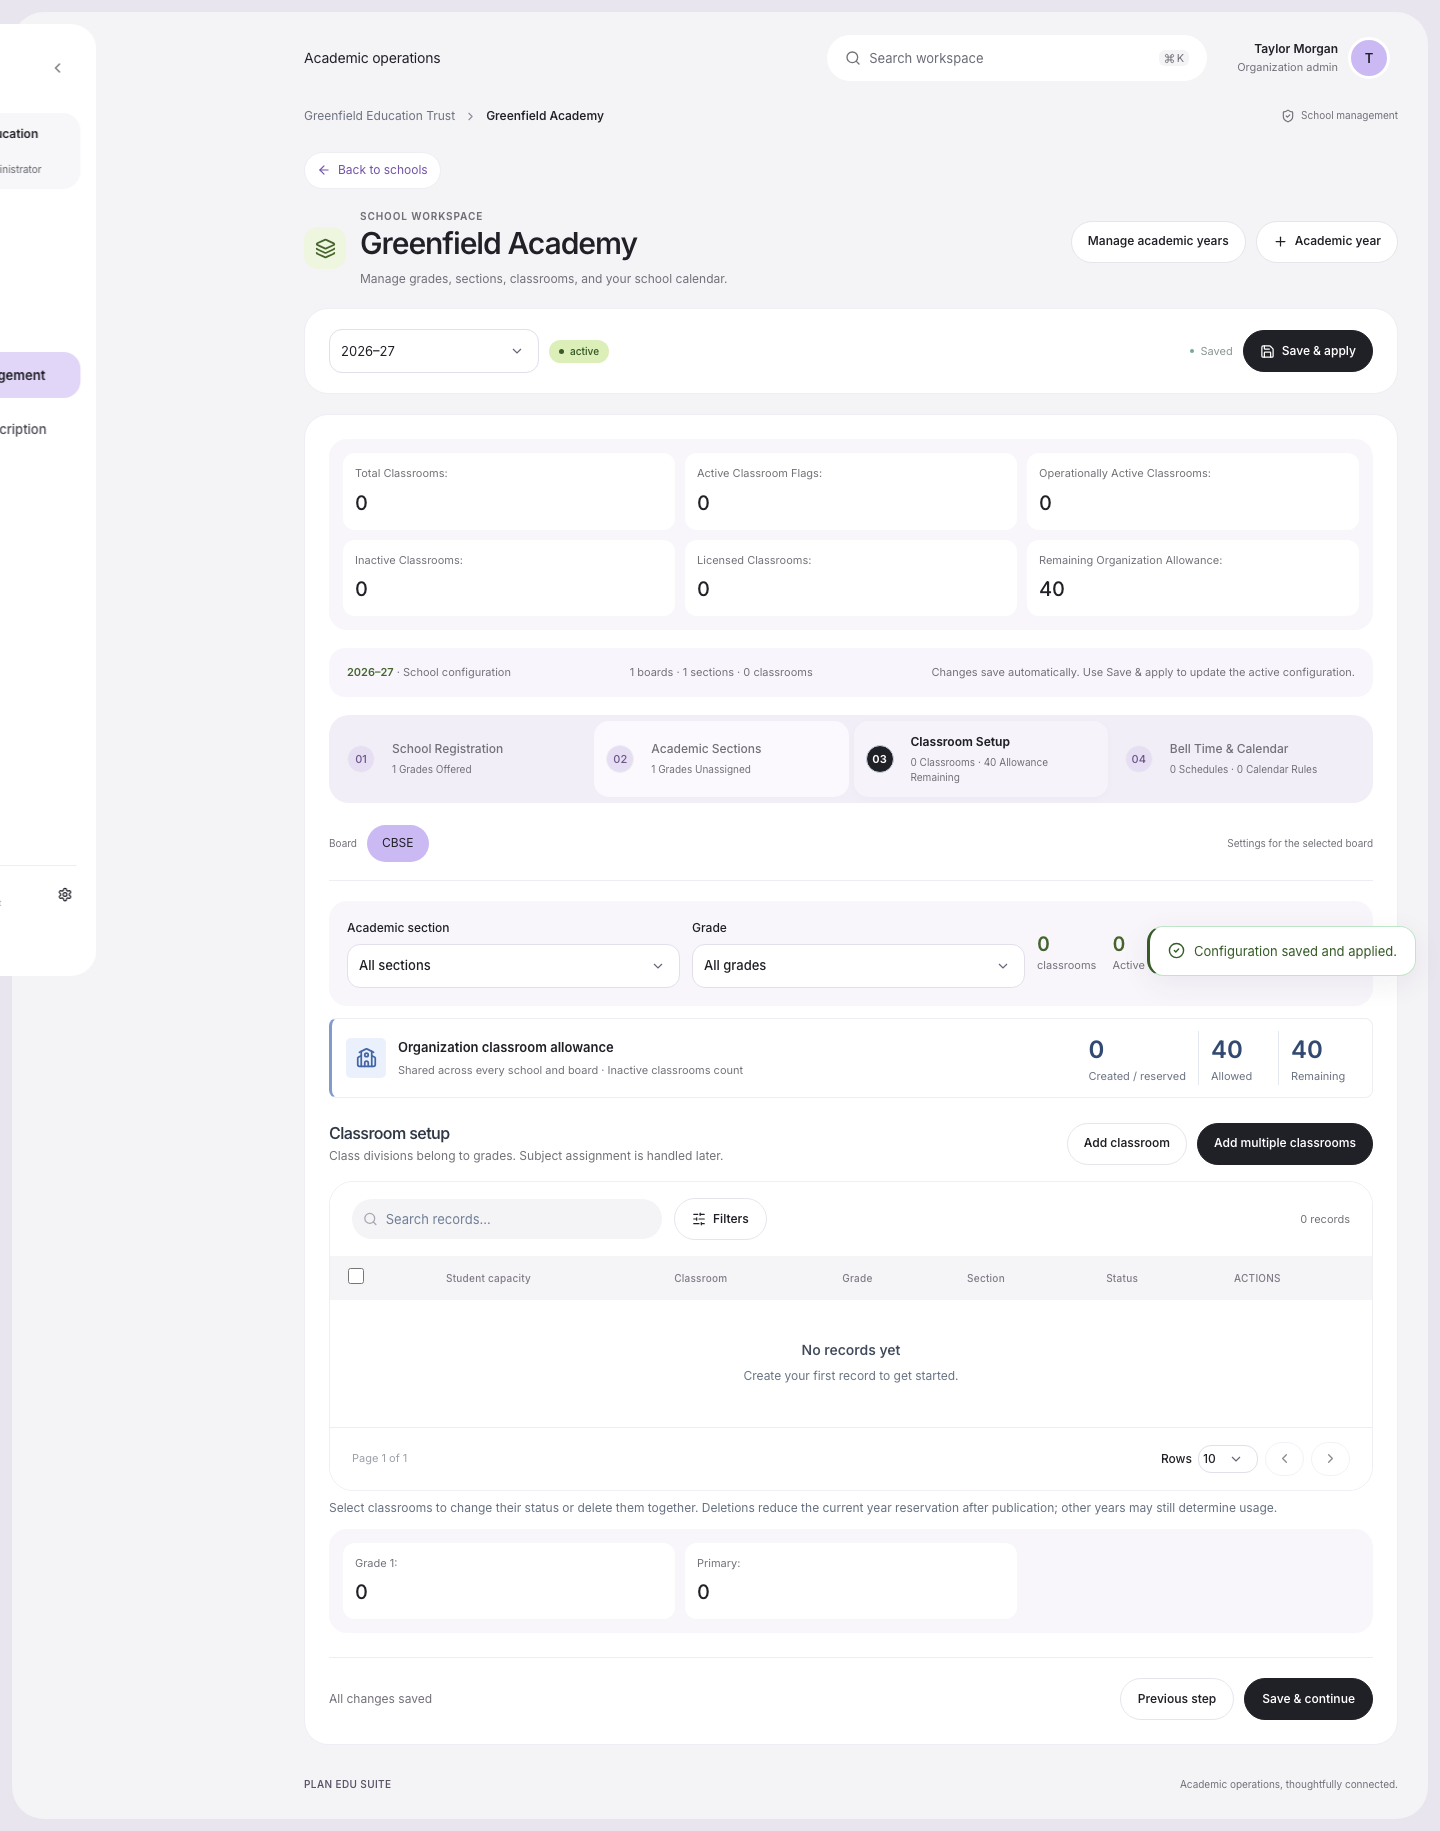 Academic operations
Search workspace
⌘K
Taylor Morgan
Organization admin
T
Greenfield Education Trust
Greenfield Academy
School management
ucation
inistrator
gement
cription
Back to schools
SCHOOL WORKSPACE
Greenfield Academy
Manage grades, sections, classrooms, and your school calendar.
Manage academic years
Academic year
2026–27
active
Saved
Save & apply
Total Classrooms:
0
Active Classroom Flags:
0
Operationally Active Classrooms:
0
Inactive Classrooms:
0
Licensed Classrooms:
0
Remaining Organization Allowance:
40
2026–27 · School configuration
1 boards · 1 sections · 0 classrooms
Changes save automatically. Use Save & apply to update the active configuration.
01
School Registration
1 Grades Offered
02
Academic Sections
1 Grades Unassigned
03
Classroom Setup
0 Classrooms · 40 Allowance
Remaining
04
Bell Time & Calendar
0 Schedules · 0 Calendar Rules
Board
CBSE
Settings for the selected board
Academic section
All sections
Grade
All grades
0
classrooms
0
Active
Configuration saved and applied.
Organization classroom allowance
Shared across every school and board · Inactive classrooms count
0
Created / reserved
40
Allowed
40
Remaining
Classroom setup
Class divisions belong to grades. Subject assignment is handled later.
Add classroom
Add multiple classrooms
Search records...
Filters
0 records
Student capacity
Classroom
Grade
Section
Status
ACTIONS
No records yet
Create your first record to get started.
Page 1 of 1
Rows
10
Select classrooms to change their status or delete them together. Deletions reduce the current year reservation after publication; other years may still determine usage.
Grade 1:
0
Primary:
0
All changes saved
Previous step
Save & continue
PLAN EDU SUITE
Academic operations, thoughtfully connected.